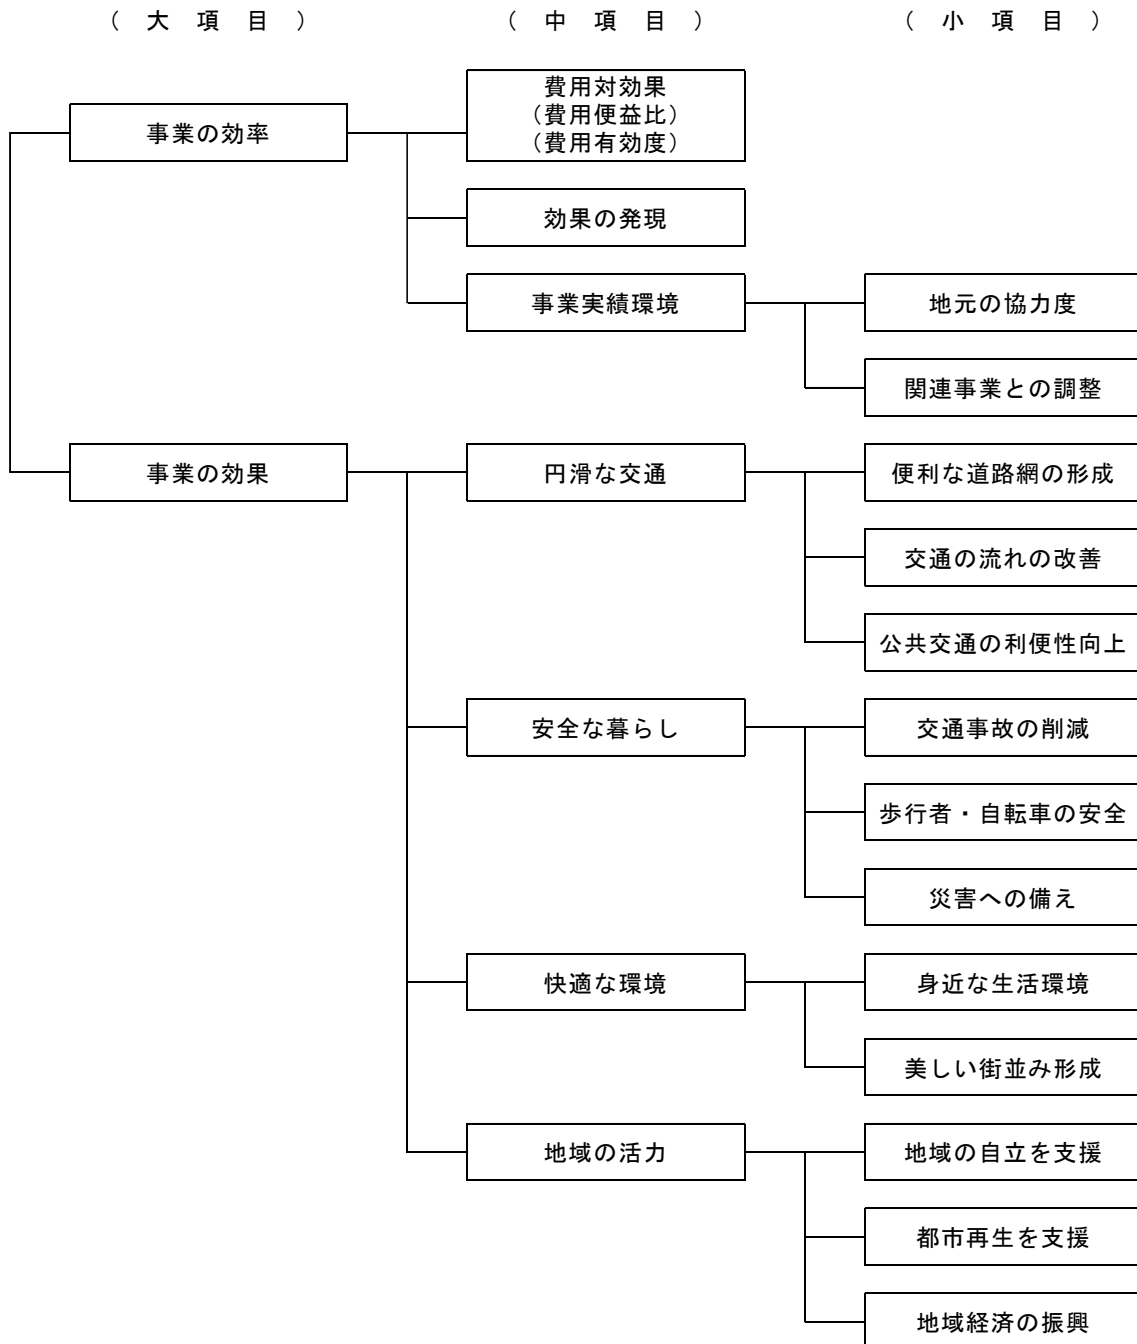 （大項目）
（中項目）
（小項目）
事業の効率
費用対効果
（費用便益比）
（費用有効度）
効果の発現
事業実績環境
地元の協力度
関連事業との調整
事業の効果
円滑な交通
便利な道路網の形成
交通の流れの改善
公共交通の利便性向上
安全な暮らし
交通事故の削減
歩行者・自転車の安全
災害への備え
快適な環境
身近な生活環境
美しい街並み形成
地域の活力
地域の自立を支援
都市再生を支援
地域経済の振興